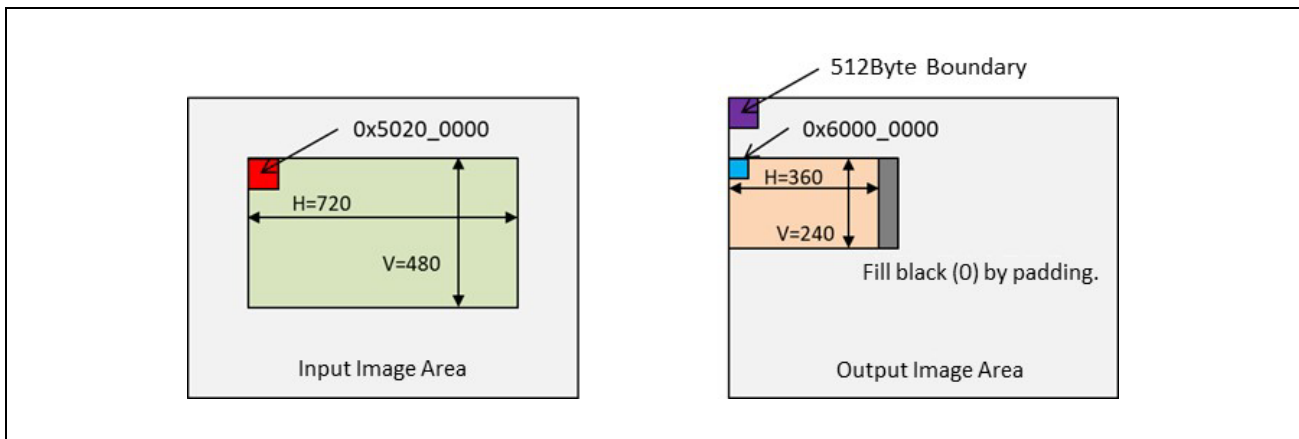 512Byte Boundary
0x5020_0000
0x6000_0000
H=720
H=360
V=480
V=240
Fill black (0) by padding.
Input Image Area
Output Image Area